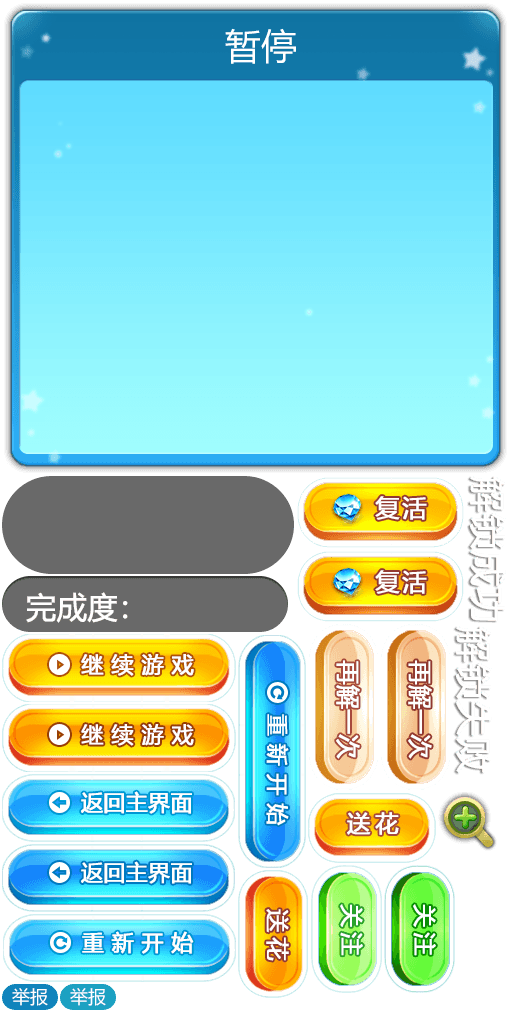 暂停
复活
解锁成功
解锁失败
复活
完成度：
继续游戏
继续游戏
返回主界面
返回主界面
重新开始
重新开始
再解一次
再解一次
送花
送花
关注
关注
举报
举报